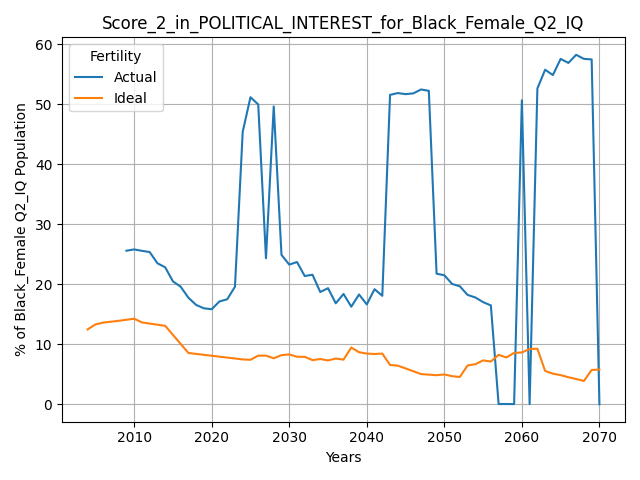 Score_2_in_POLITICAL_INTEREST_for_Black_Female_Q2_IQ
Fertility
Actual
Ideal
% of Black_Female Q2_IQ Population
60
50
40
30
20
10
0
2010 2020 2030 2040 2050 2060 2070
Years